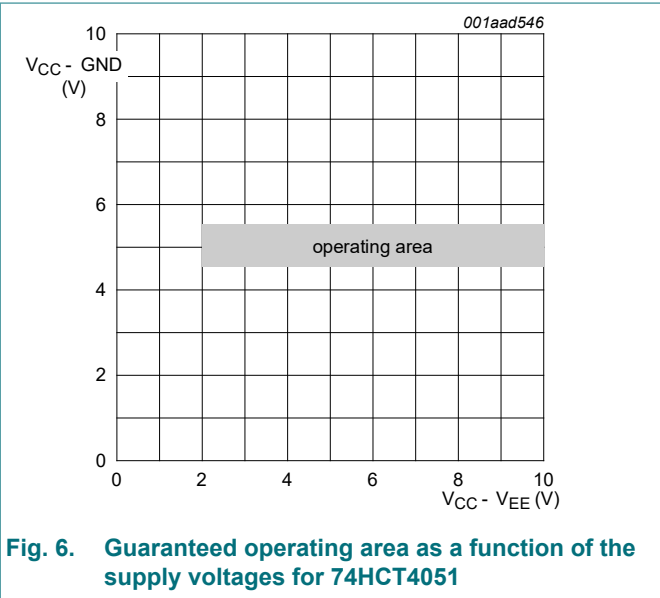 001aad546
10
VCC - GND
(V)
8
6
operating area
4
2
0
0 2 4 6 8 10
VCC - VEE (V)
Fig. 6. Guaranteed operating area as a function of the
supply voltages for 74HCT4051